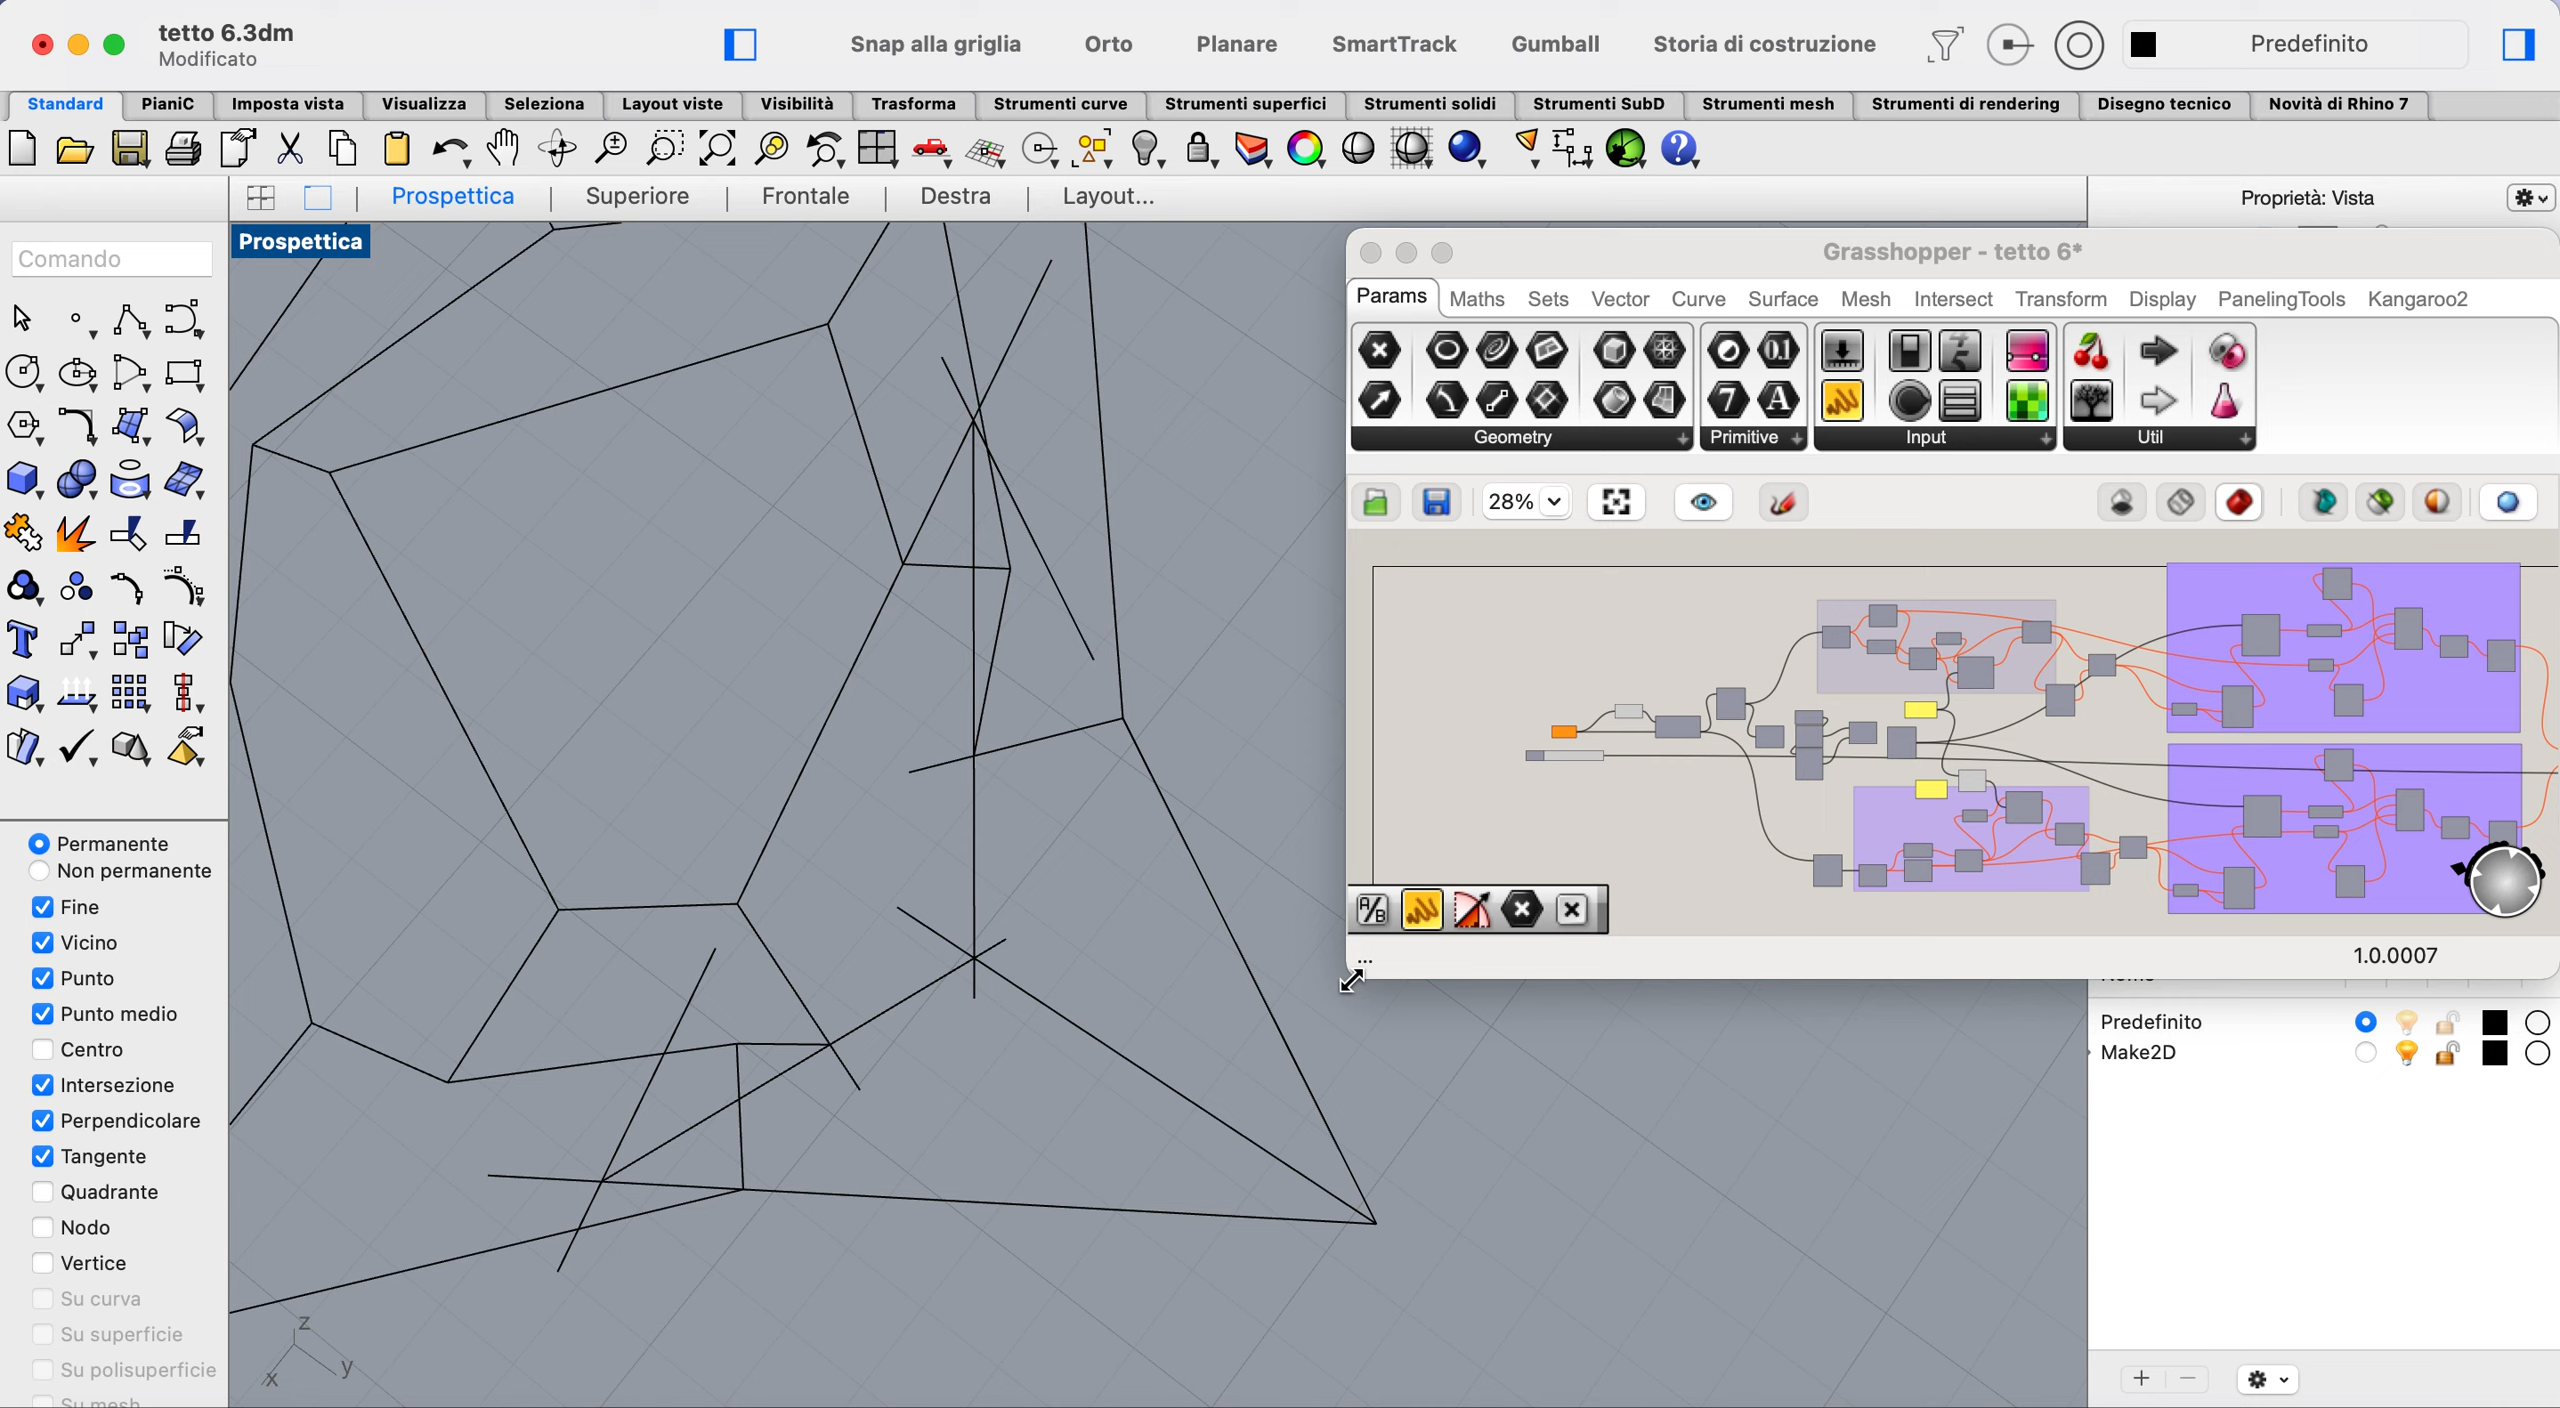 tetto 6.3dm
Modificato
Snap alla griglia Orto Planare SmartTrack Gumball Storia di costruzione Predefinito
Standard PianiC Imposta vista Visualizza Seleziona Layout viste Visibilità Trasforma Strumenti curve Strumenti superfici Strumenti solidi Strumenti SubD Strumenti mesh Strumenti di rendering Disegno tecnico Novità di Rhino 7
Prospettica | Superiore | Frontale | Destra | Layout...
Proprietà: Vista
Prospettica
Comando
Grasshopper - tetto 6*
Params Maths Sets Vector Curve Surface Mesh Intersect Transform Display PanelingTools Kangaroo2
Geometry Primitive Input Util
28%
A/B
...
1.0.0007
Permanente
Non permanente
Fine
Vicino
Punto
Punto medio
Centro
Intersezione
Perpendicolare
Tangente
Quadrante
Nodo
Vertice
Su curva
Su superficie
Su polisuperficie
Su mesh
z
y
x
Predefinito
Make2D